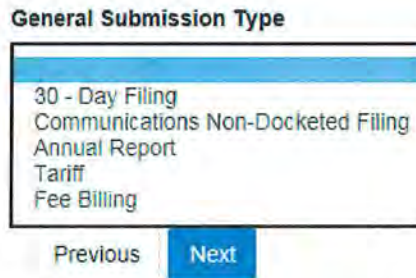 General Submission Type
30 - Day Filing
Communications Non-Docketed Filing
Annual Report
Tariff
Fee Billing
Previous Next